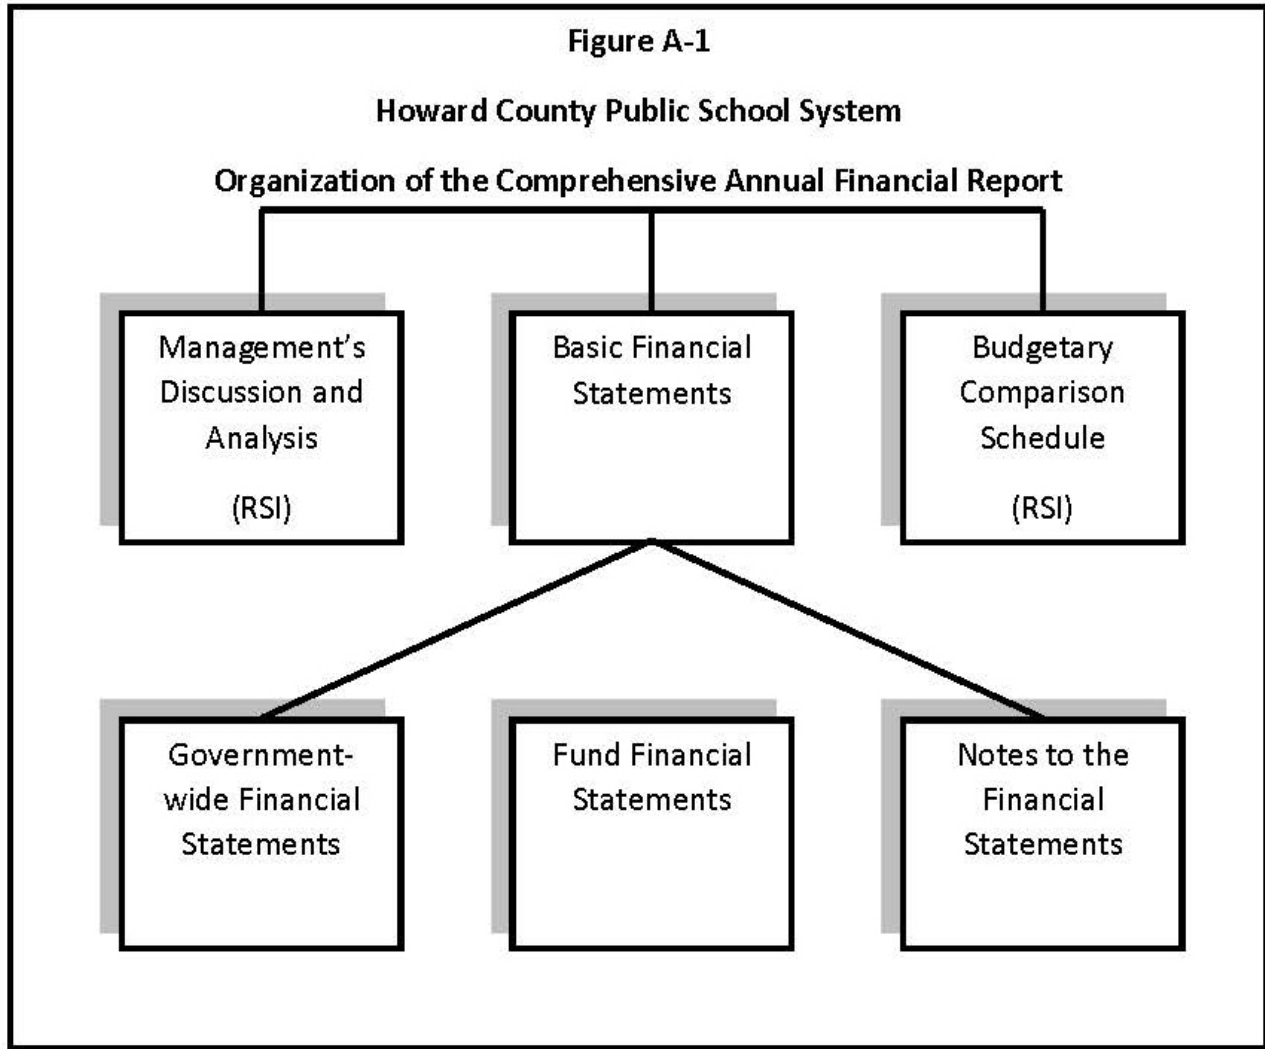 Figure A-1
Howard County Public School System
Organization of the Comprehensive Annual Financial Report
Management’s
Discussion and
Analysis
(RSI)
Basic Financial
Statements
Budgetary
Comparison
Schedule
(RSI)
Government-
wide Financial
Statements
Fund Financial
Statements
Notes to the
Financial
Statements